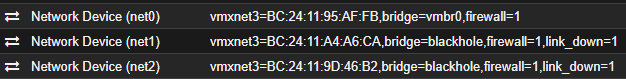 Network Device (net0) vmxnet3=BC:24:11:95:AF:FB,bridge=vmbr0,firewall=1
Network Device (net1) vmxnet3=BC:24:11:A4:A6:CA,bridge=blackhole,firewall=1,link_down=1
Network Device (net2) vmxnet3=BC:24:11:9D:46:B2,bridge=blackhole,firewall=1,link_down=1